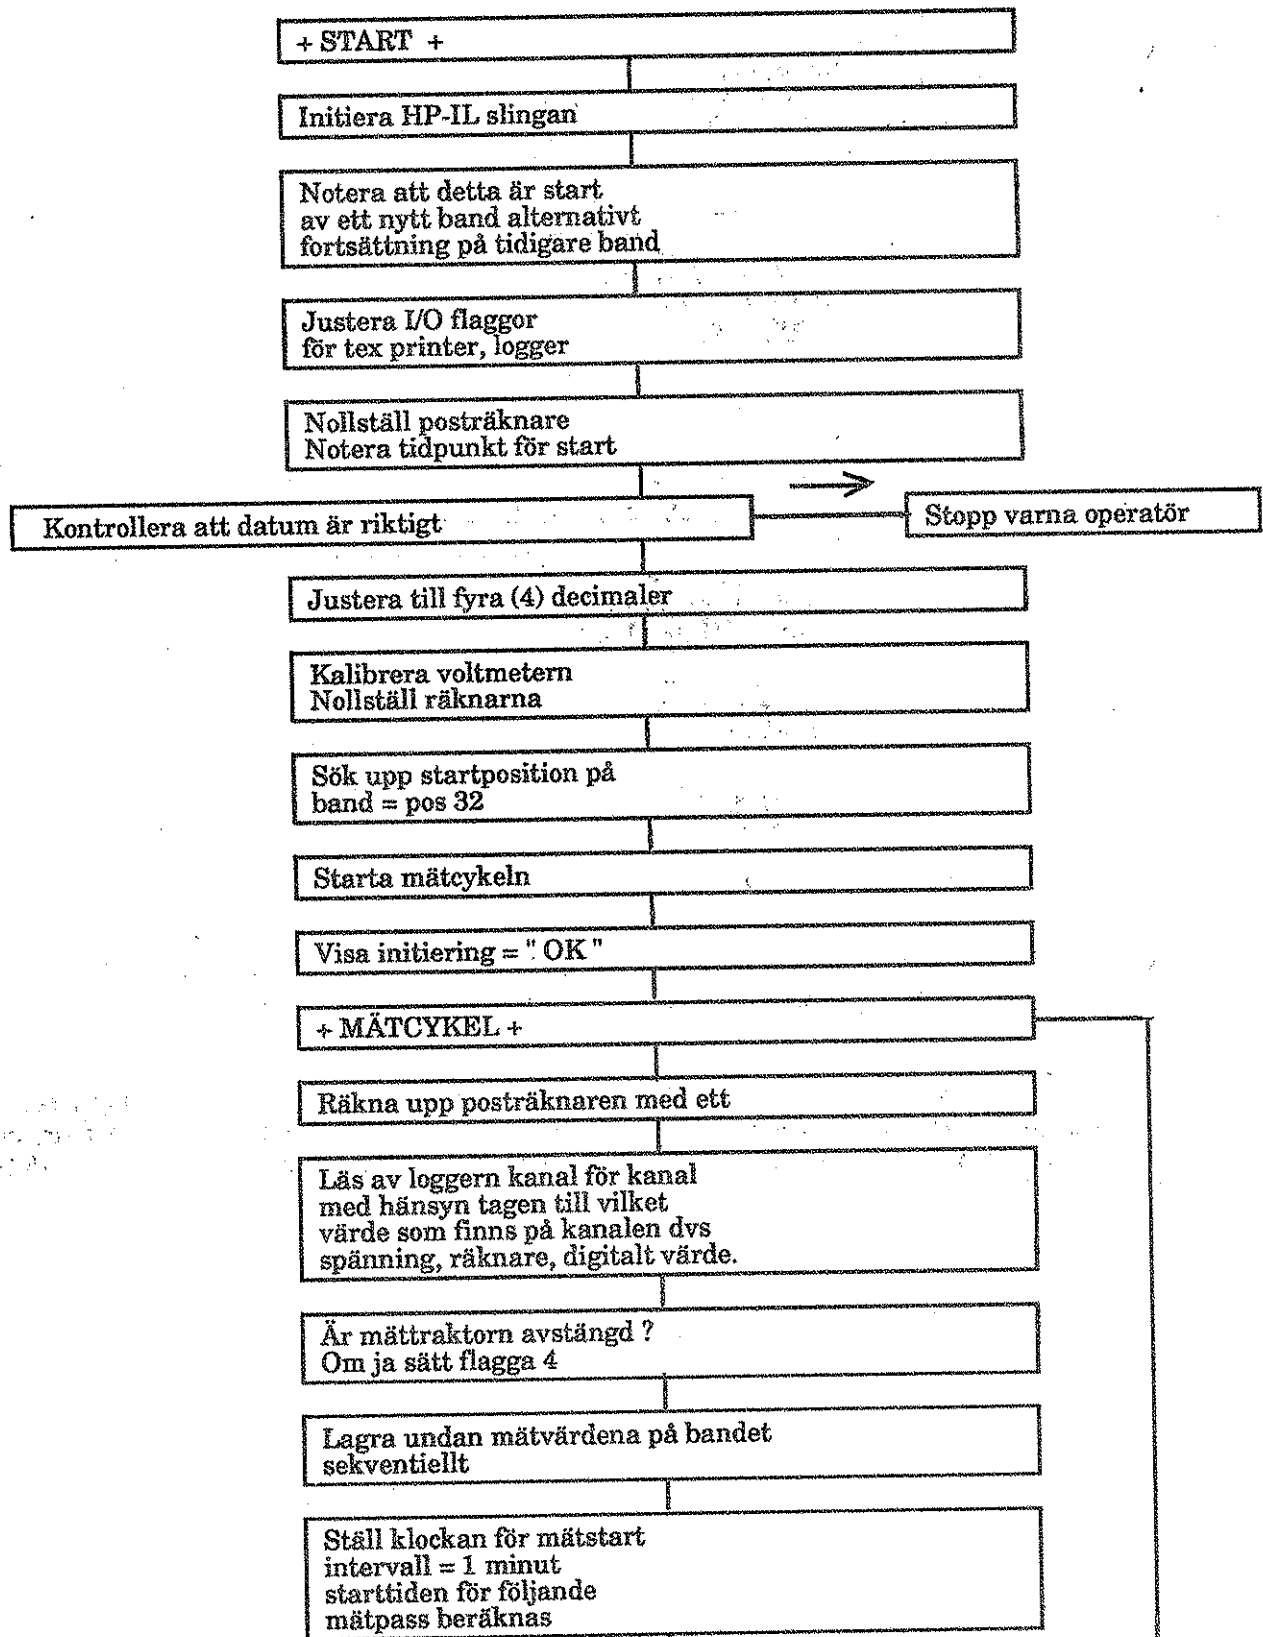 + START +
Initiera HP-IL slingan
Notera att detta är start
av ett nytt band alternativt
fortsättning på tidigare band
Justera I/O flaggor
för tex printer, logger
Nollställ posträknare
Notera tidpunkt för start
Kontrollera att datum är riktigt
Stopp varna operatör
Justera till fyra (4) decimaler
Kalibrera voltmetern
Nollställ räknarna
Sök upp startposition på
band = pos 32
Starta mätcykeln
Visa initiering = " OK "
+ MÄTCYKEL +
Räkna upp posträknaren med ett
Läs av loggern kanal för kanal
med hänsyn tagen till vilket
värde som finns på kanalen dvs
spänning, räknare, digitalt värde.
Är mättraktorn avstängd ?
Om ja sätt flagga 4
Lagra undan mätvärdena på bandet
sekventiellt
Ställ klockan för mätstart
intervall = 1 minut
starttiden för följande
mätpass beräknas